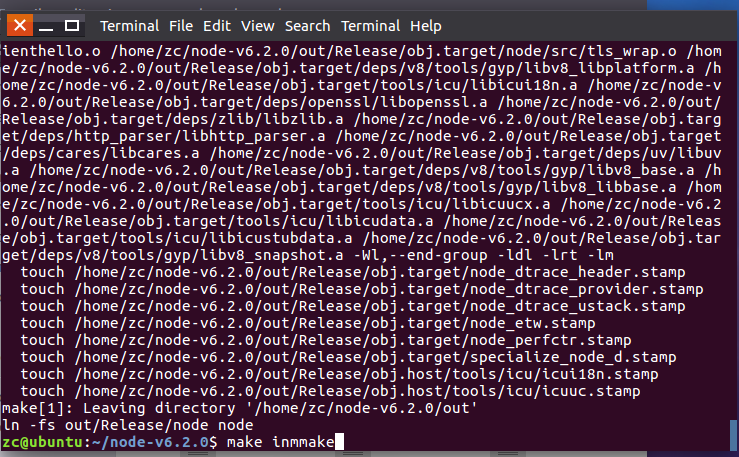 Terminal File Edit View Search Terminal Help
ienthello.o /home/zc/node-v6.2.0/out/Release/obj.target/node/src/tls_wrap.o /hom
e/zc/node-v6.2.0/out/Release/obj.target/deps/v8/tools/gyp/libv8_libplatform.a /h
ome/zc/node-v6.2.0/out/Release/obj.target/tools/icu/libicui18n.a /home/zc/node-v
6.2.0/out/Release/obj.target/deps/openssl/libopenssl.a /home/zc/node-v6.2.0/out/
Release/obj.target/deps/zlib/libzlib.a /home/zc/node-v6.2.0/out/Release/obj.targ
et/deps/http_parser/libhttp_parser.a /home/zc/node-v6.2.0/out/Release/obj.target
/deps/cares/libcares.a /home/zc/node-v6.2.0/out/Release/obj.target/deps/uv/libuv
.a /home/zc/node-v6.2.0/out/Release/obj.target/deps/v8/tools/gyp/libv8_base.a /h
ome/zc/node-v6.2.0/out/Release/obj.target/deps/v8/tools/gyp/libv8_libbase.a /hom
e/zc/node-v6.2.0/out/Release/obj.target/tools/icu/libicuucx.a /home/zc/node-v6.2
.0/out/Release/obj.target/tools/icu/libicudata.a /home/zc/node-v6.2.0/out/Releas
e/obj.target/tools/icu/libicustubdata.a /home/zc/node-v6.2.0/out/Release/obj.tar
get/deps/v8/tools/gyp/libv8_snapshot.a -Wl,--end-group -ldl -lrt -lm
touch /home/zc/node-v6.2.0/out/Release/obj.target/node_dtrace_header.stamp
touch /home/zc/node-v6.2.0/out/Release/obj.target/node_dtrace_provider.stamp
touch /home/zc/node-v6.2.0/out/Release/obj.target/node_dtrace_ustack.stamp
touch /home/zc/node-v6.2.0/out/Release/obj.target/node_etw.stamp
touch /home/zc/node-v6.2.0/out/Release/obj.target/node_perfctr.stamp
touch /home/zc/node-v6.2.0/out/Release/obj.target/specialize_node_d.stamp
touch /home/zc/node-v6.2.0/out/Release/obj.host/tools/icu/icui18n.stamp
touch /home/zc/node-v6.2.0/out/Release/obj.host/tools/icu/icuuc.stamp
make[1]: Leaving directory '/home/zc/node-v6.2.0/out'
ln -fs out/Release/node node
zc@ubuntu:~/node-v6.2.0$ make inmmake